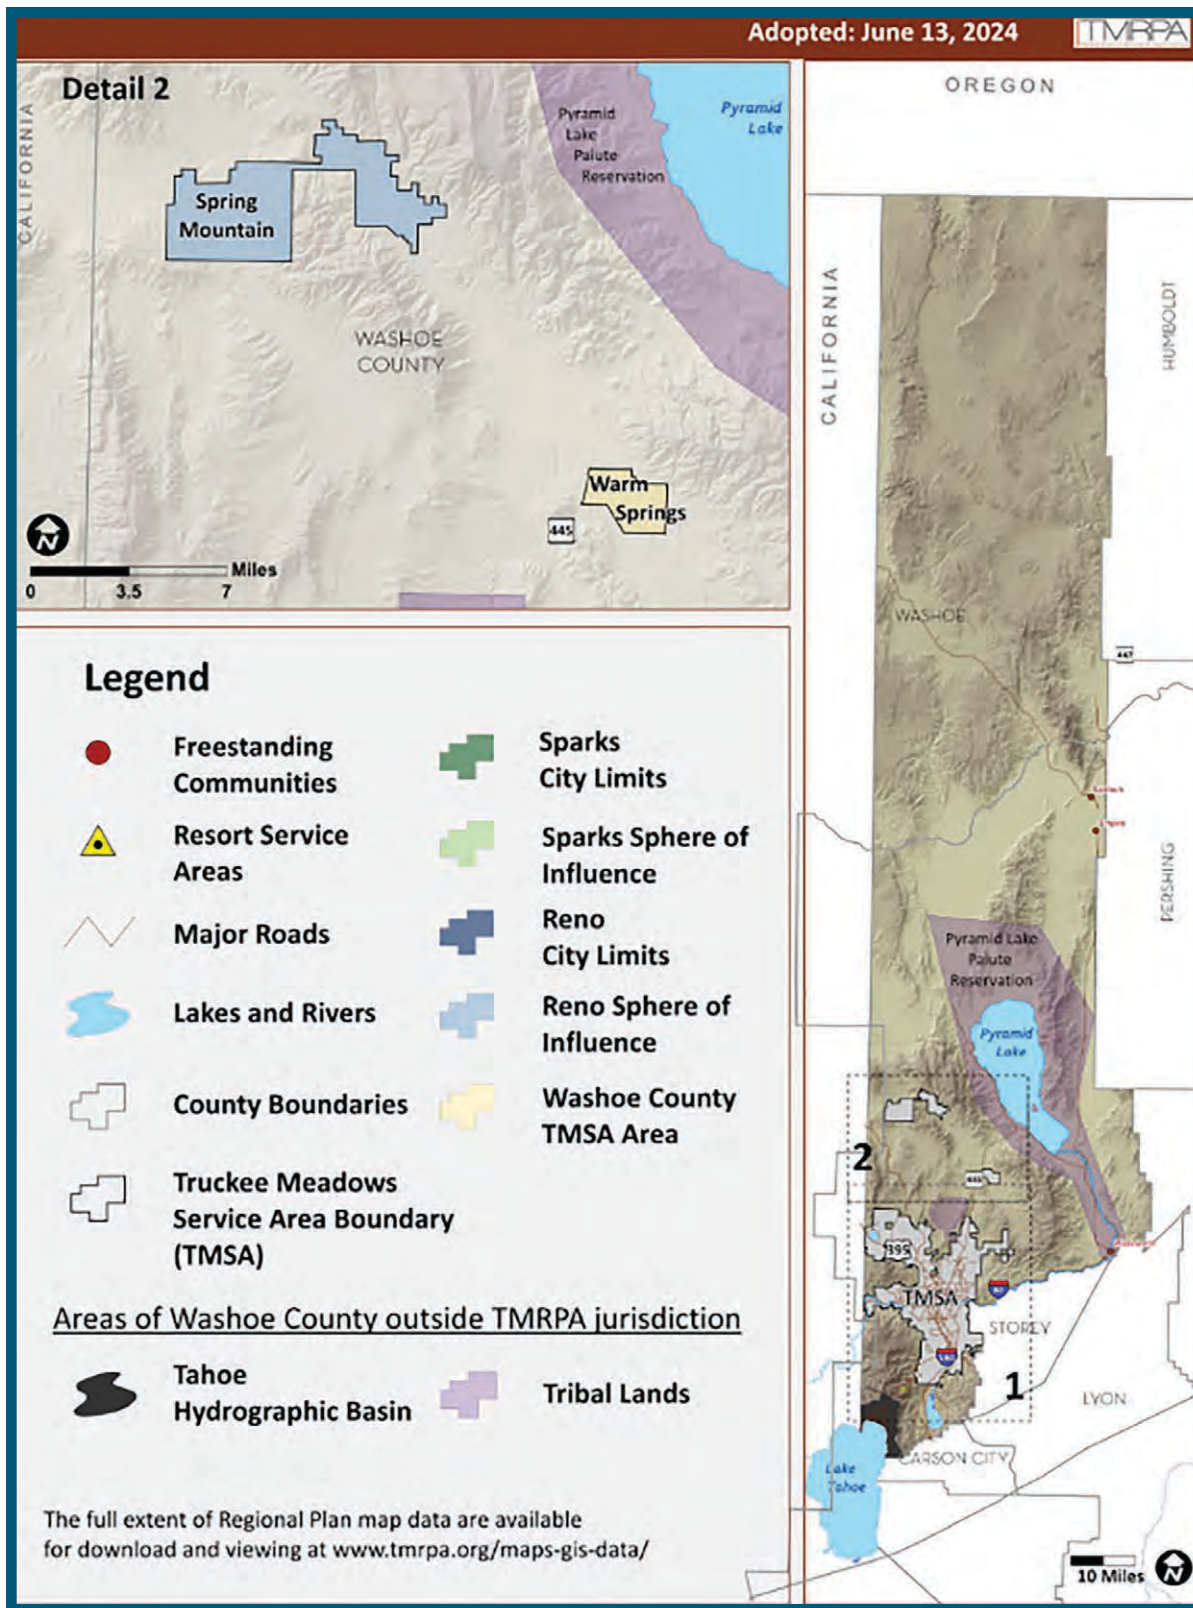 Adopted: June 13, 2024
TMRPA
Detail 2
CALIFORNIA
Pyramid
Lake
Paiute
Reservation
Pyramid
Lake
Spring
Mountain
WASHOE
COUNTY
Warm
Springs
445
N
Miles
0 3.5 7
Legend
Freestanding
Communities
Resort Service
Areas
Major Roads
Lakes and Rivers
County Boundaries
Truckee Meadows
Service Area Boundary
(TMSA)
Sparks
City Limits
Sparks Sphere of
Influence
Reno
City Limits
Reno Sphere of
Influence
Washoe County
TMSA Area
Areas of Washoe County outside TMRPA jurisdiction
Tahoe
Hydrographic Basin
Tribal Lands
The full extent of Regional Plan map data are available
for download and viewing at www.tmrpa.org/maps-gis-data/
OREGON
CALIFORNIA
HUMBOLDT
WASHOE
447
PERSHING
Pyramid Lake
Paiute
Reservation
Pyramid
Lake
2
395
TMSA
STOREY
1
LYON
CARSON CITY
Lake
Tahoe
10 Miles
N